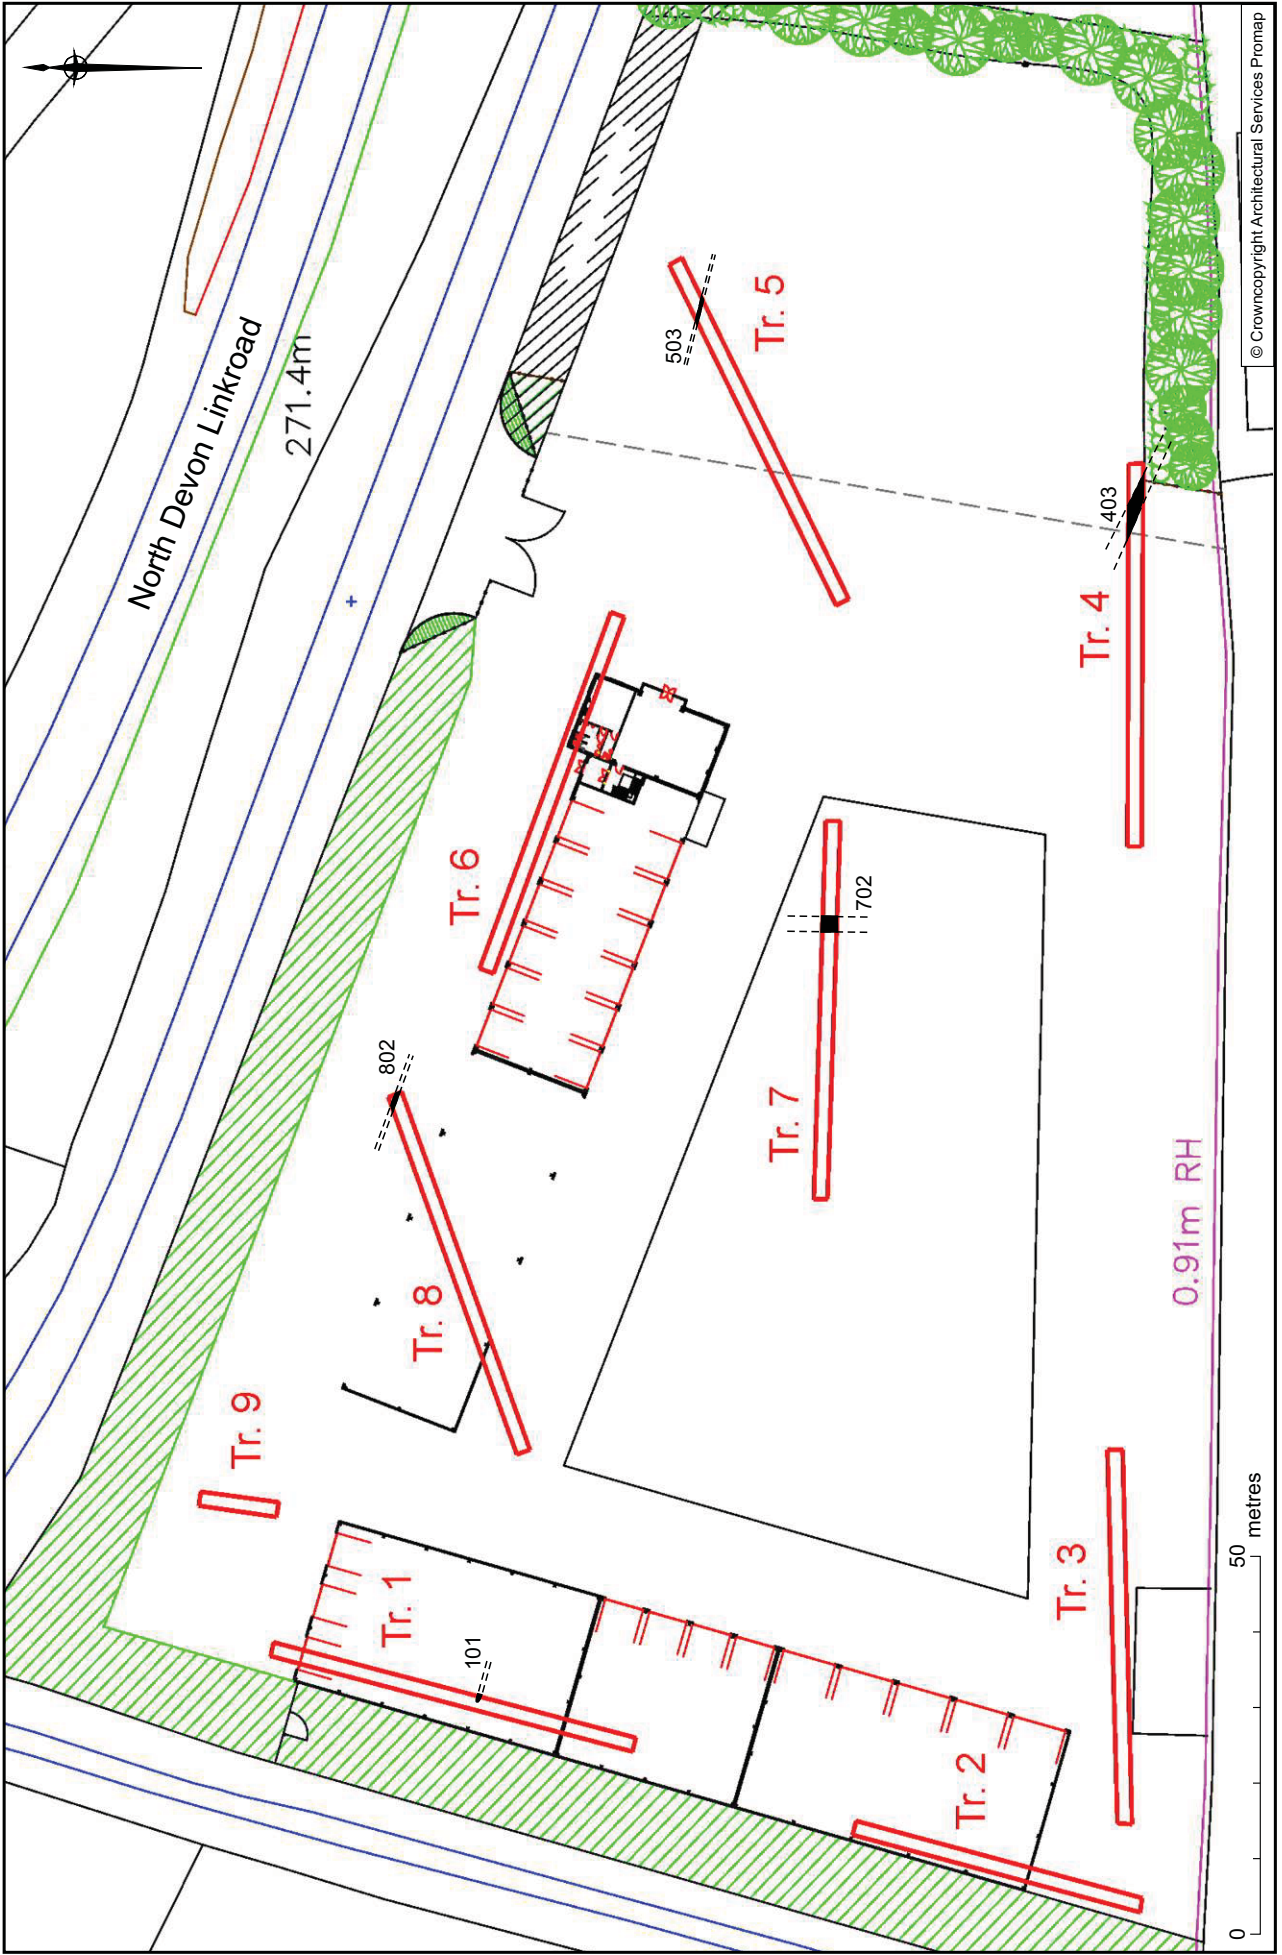 North Devon Linkroad
271.4m
Tr. 9
Tr. 8
802
Tr. 6
Tr. 5
503
Tr. 1
101
Tr. 7
702
Tr. 4
403
Tr. 2
Tr. 3
0.91m RH
0
50
metres
© Crowncopyright Architectural Services Promap